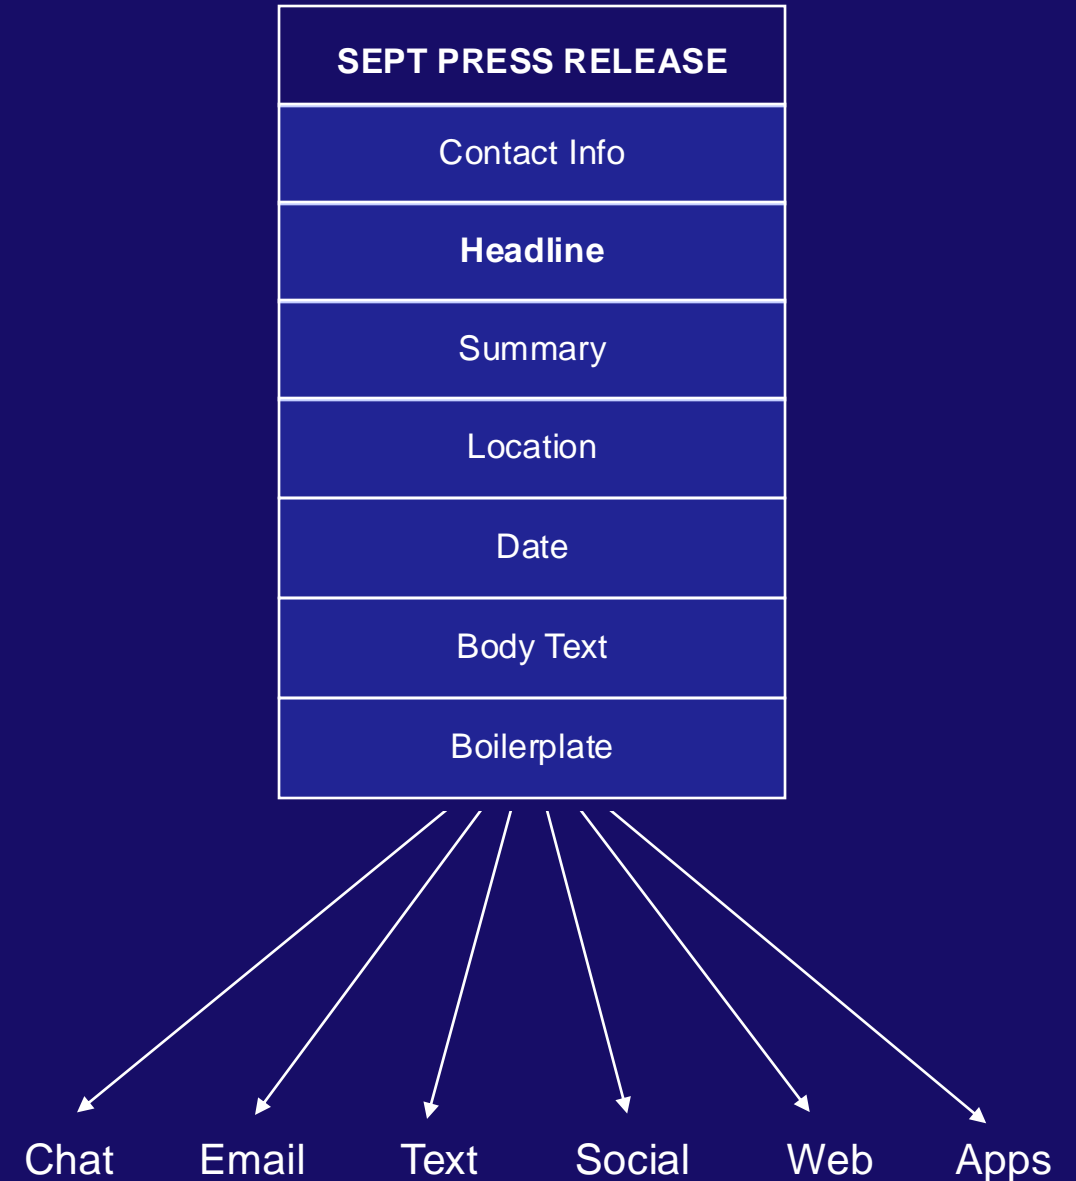 SEPT PRESS RELEASE
Contact Info
Headline
Summary
Location
Date
Body Text
Boilerplate
Chat Email Text Social Web Apps